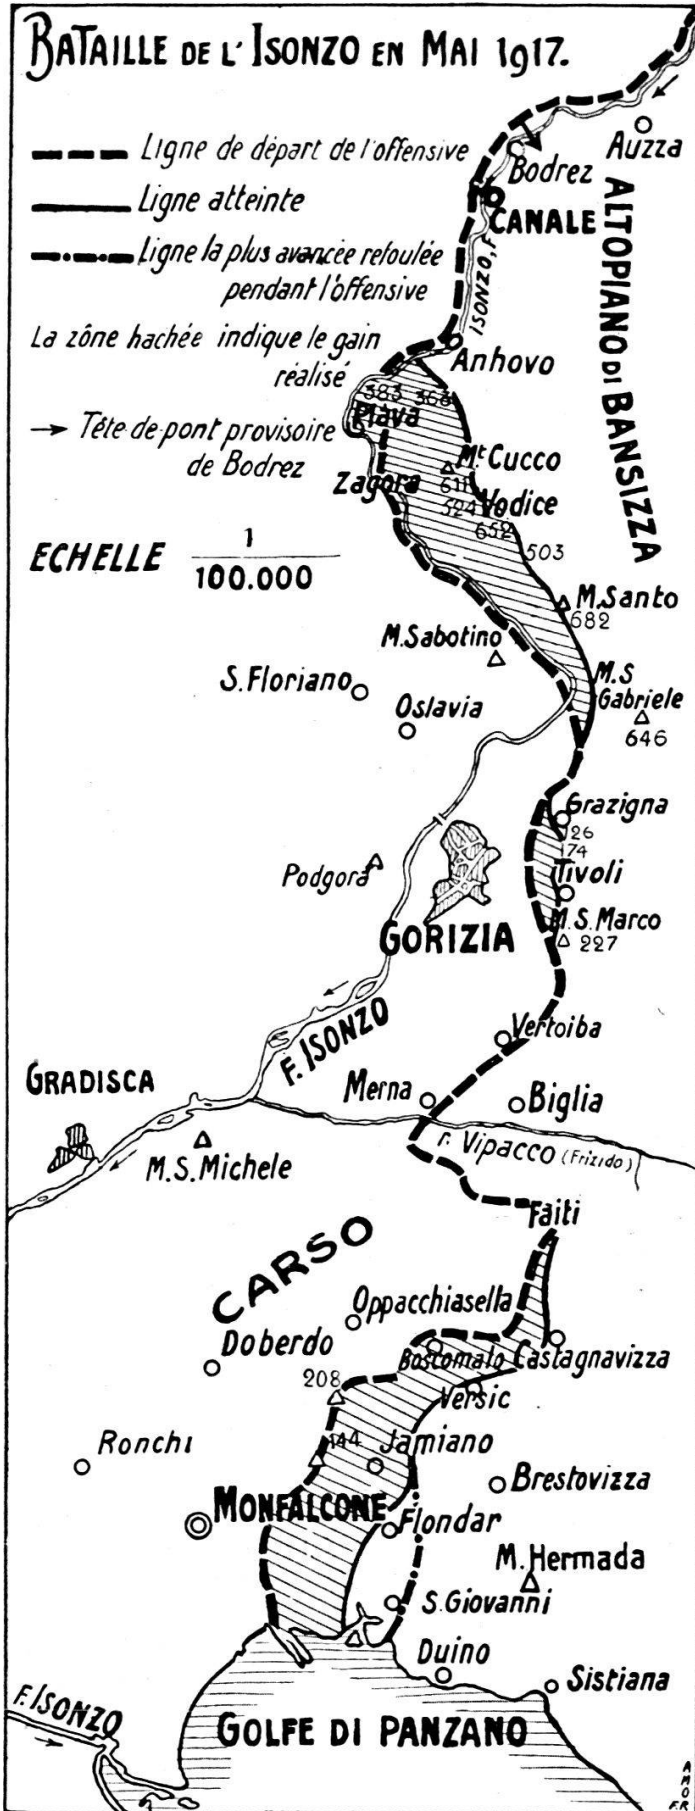 BATAILLE DE L'ISONZO EN MAI 1917.
Ligne de départ de l'offensive
Ligne atteinte
Ligne la plus avancée refoulée
pendant l'offensive
La zône hachée indique le gain
réalisé
→ Tête de pont provisoire
de Bodrez
ECHELLE 1
100.000
Auzza
Bodrez
CANALE
ALTOPIANO DI BANSIZZA
ISONZO, F
Anhovo
383 363
Plava
Mt Cucco
611
Zagora
524 Vodice
652
503
M. Santo
682
M. Sabotino
S. Floriano
M.S
Gabriele
646
Oslavia
Grazigna
126
174
Podgora
Tivoli
GORIZIA
M.S. Marco
227
F. ISONZO
Vertoiba
GRADISCA
Merna
Biglia
r. Vipacco (Frizido)
M.S. Michele
Faiti
CARSO
Oppacchiasella
Doberdo
Boscomalo Castagnavizza
208
Versic
144
Jamiano
Ronchi
Brestovizza
MONFALCONE
Flondar
M. Hermada
S. Giovanni
Duino
Sistiana
F. ISONZO
GOLFE DI PANZANO